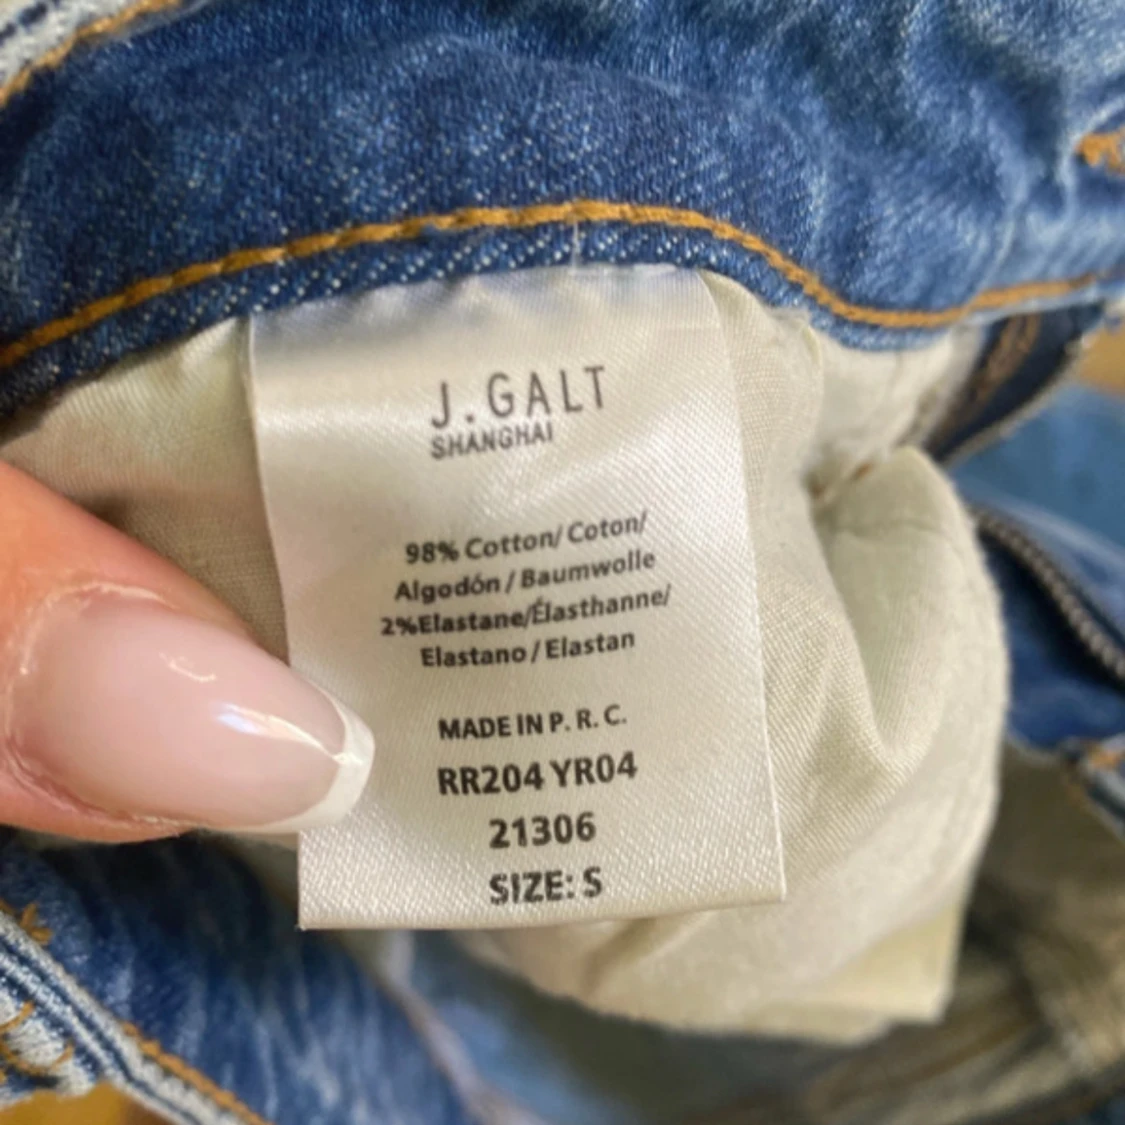 J.GALT
SHANGHAI
98% Cotton/ Coton/
Algodón / Baumwolle
2%Elastane/Élasthanne/
Elastano / Elastan
MADE IN P. R. C.
RR204 YR04
21306
SIZE: S